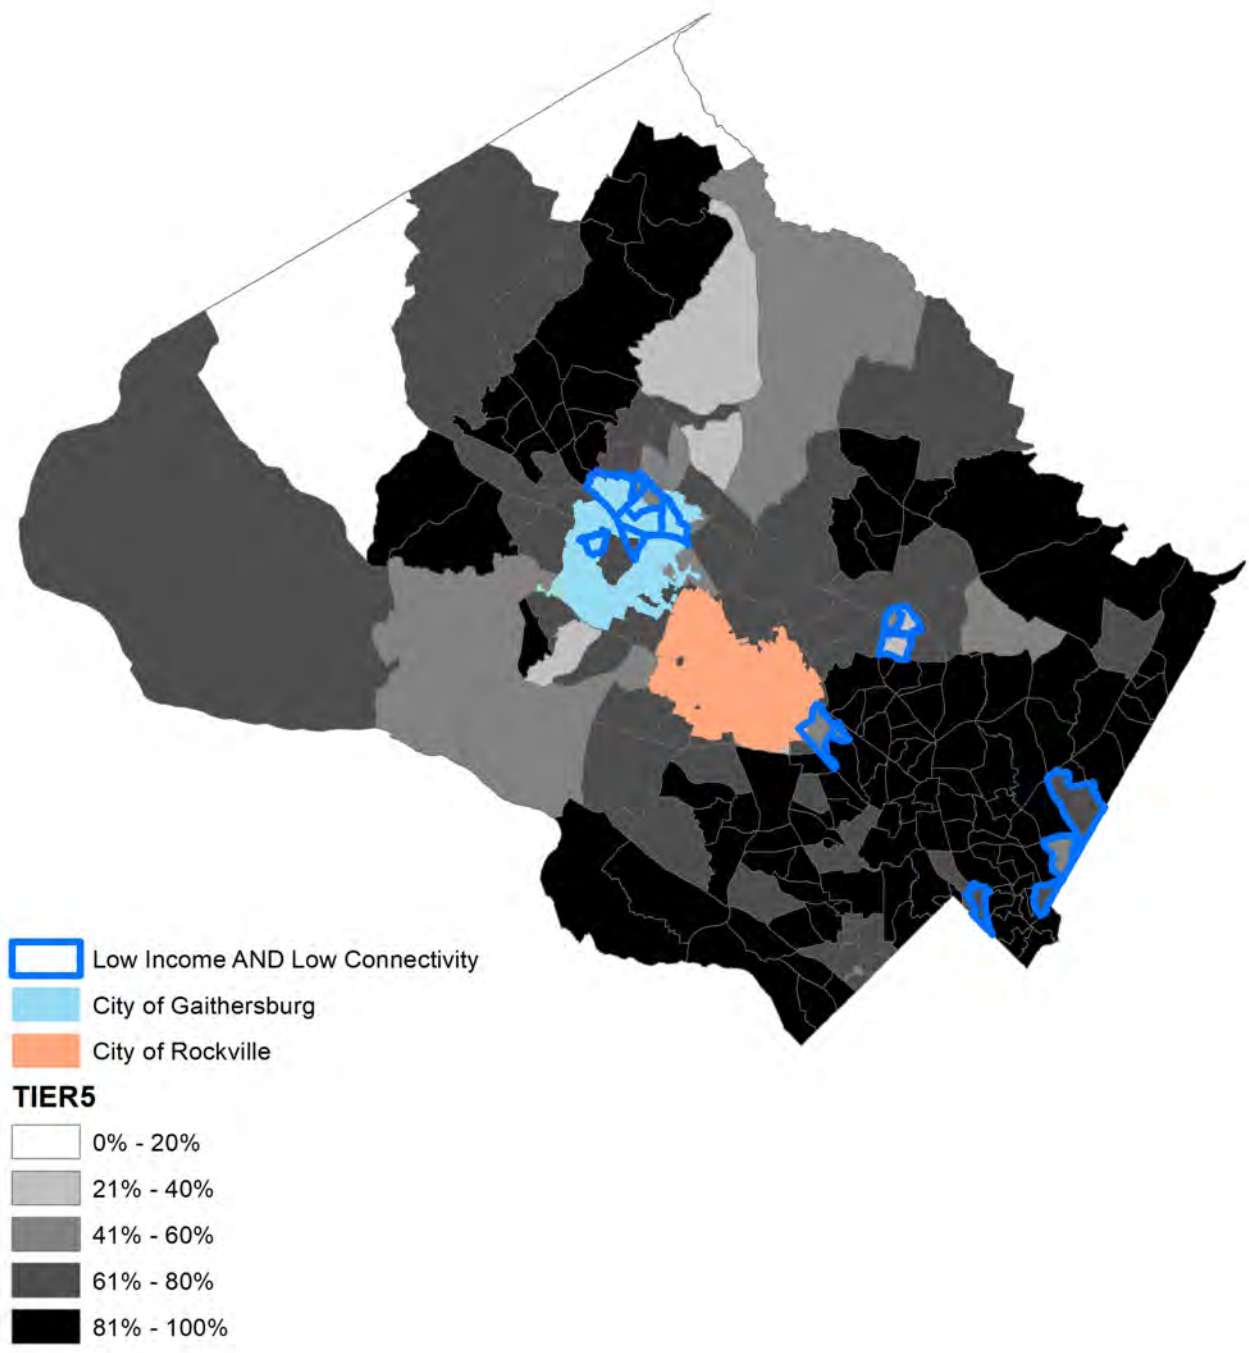 Low Income AND Low Connectivity
City of Gaithersburg
City of Rockville
TIER5
0% - 20%
21% - 40%
41% - 60%
61% - 80%
81% - 100%